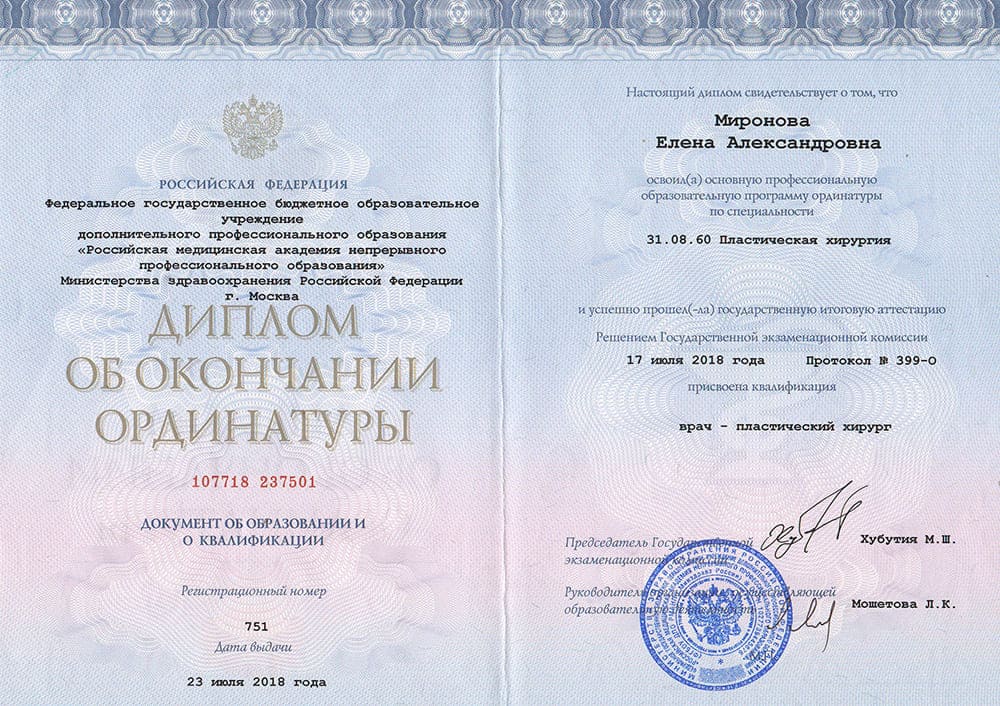 РОССИЙСКАЯ ФЕДЕРАЦИЯ
Федеральное государственное бюджетное образовательное
учреждение
дополнительного профессионального образования
«Российская медицинская академия непрерывного
профессионального образования»
Министерства здравоохранения Российской Федерации
г. Москва
ДИПЛОМ
ОБ ОКОНЧАНИИ
ОРДИНАТУРЫ
107718 237501
ДОКУМЕНТ ОБ ОБРАЗОВАНИИ И
О КВАЛИФИКАЦИИ
Регистрационный номер
751
Дата выдачи
23 июля 2018 года
Настоящий диплом свидетельствует о том, что
Миронова
Елена Александровна
освоил(а) основную профессиональную
образовательную программу ординатуры
по специальности
31.08.60 Пластическая хирургия
и успешно прошел(-ла) государственную итоговую аттестацию
Решением Государственной экзаменационной комиссии
17 июля 2018 года Протокол № 399-О
присвоена квалификация
врач - пластический хирург
Председатель Государственной
экзаменационной комиссии
Хубутия М.Ш.
Руководитель осуществляющей
образовательную деятельность
Мошетова Л.К.